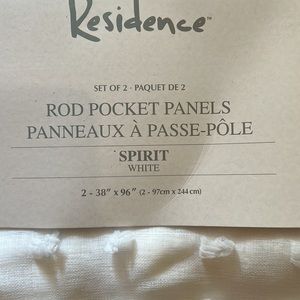 Residence™
SET OF 2 - PAQUET DE 2
ROD POCKET PANELS
PANNEAUX À PASSE-PÔLE
SPIRIT
WHITE
2 - 38" x 96" (2 - 97cm x 244cm)